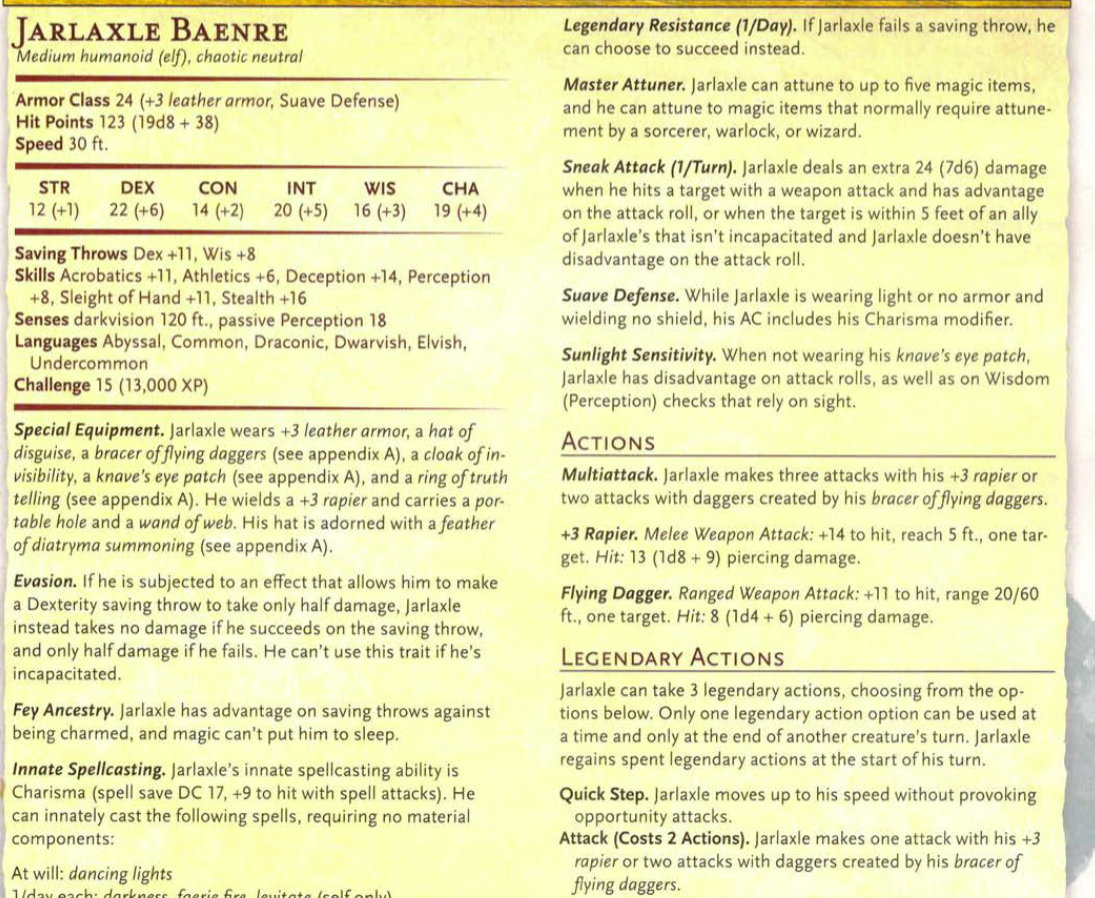 JARLAXLE BAENRE
Medium humanoid (elf), chaotic neutral
Armor Class 24 (+3 leather armor, Suave Defense)
Hit Points 123 (19d8 + 38)
Speed 30 ft.
STR DEX CON INT WIS CHA
12 (+1) 22 (+6) 14 (+2) 20 (+5) 16 (+3) 19 (+4)
Saving Throws Dex +11, Wis +8
Skills Acrobatics +11, Athletics +6, Deception +14, Perception
+8, Sleight of Hand +11, Stealth +16
Senses darkvision 120 ft., passive Perception 18
Languages Abyssal, Common, Draconic, Dwarvish, Elvish,
Undercommon
Challenge 15 (13,000 XP)
Special Equipment. Jarlaxle wears +3 leather armor, a hat of
disguise, a bracer of flying daggers (see appendix A), a cloak of in-
visibility, a knave's eye patch (see appendix A), and a ring of truth
telling (see appendix A). He wields a +3 rapier and carries a por-
table hole and a wand of web. His hat is adorned with a feather
of diatryma summoning (see appendix A).
Evasion. If he is subjected to an effect that allows him to make
a Dexterity saving throw to take only half damage, Jarlaxle
instead takes no damage if he succeeds on the saving throw,
and only half damage if he fails. He can't use this trait if he's
incapacitated.
Fey Ancestry. Jarlaxle has advantage on saving throws against
being charmed, and magic can't put him to sleep.
Innate Spellcasting. Jarlaxle's innate spellcasting ability is
Charisma (spell save DC 17, +9 to hit with spell attacks). He
can innately cast the following spells, requiring no material
components:
At will: dancing lights
1/day each: darkness, faerie fire, levitate (self only)
Legendary Resistance (1/Day). If Jarlaxle fails a saving throw, he
can choose to succeed instead.
Master Attuner. Jarlaxle can attune to up to five magic items,
and he can attune to magic items that normally require attune-
ment by a sorcerer, warlock, or wizard.
Sneak Attack (1/Turn). Jarlaxle deals an extra 24 (7d6) damage
when he hits a target with a weapon attack and has advantage
on the attack roll, or when the target is within 5 feet of an ally
of Jarlaxle's that isn't incapacitated and Jarlaxle doesn't have
disadvantage on the attack roll.
Suave Defense. While Jarlaxle is wearing light or no armor and
wielding no shield, his AC includes his Charisma modifier.
Sunlight Sensitivity. When not wearing his knave's eye patch,
Jarlaxle has disadvantage on attack rolls, as well as on Wisdom
(Perception) checks that rely on sight.
ACTIONS
Multiattack. Jarlaxle makes three attacks with his +3 rapier or
two attacks with daggers created by his bracer of flying daggers.
+3 Rapier. Melee Weapon Attack: +14 to hit, reach 5 ft., one tar-
get. Hit: 13 (1d8 + 9) piercing damage.
Flying Dagger. Ranged Weapon Attack: +11 to hit, range 20/60
ft., one target. Hit: 8 (1d4 + 6) piercing damage.
LEGENDARY ACTIONS
Jarlaxle can take 3 legendary actions, choosing from the op-
tions below. Only one legendary action option can be used at
a time and only at the end of another creature's turn. Jarlaxle
regains spent legendary actions at the start of his turn.
Quick Step. Jarlaxle moves up to his speed without provoking
opportunity attacks.
Attack (Costs 2 Actions). Jarlaxle makes one attack with his +3
rapier or two attacks with daggers created by his bracer of
flying daggers.